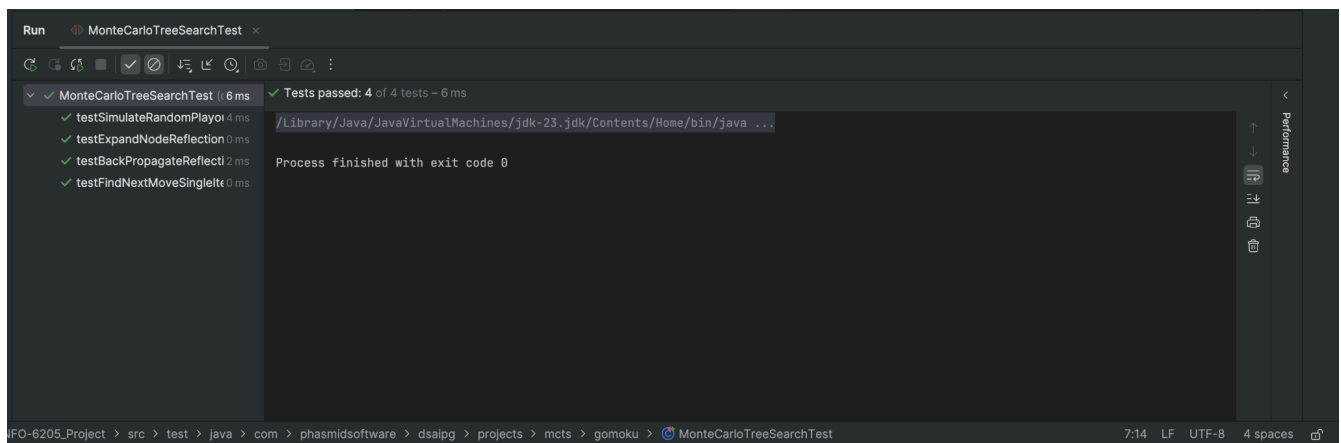 Run MonteCarloTreeSearchTest ×
MonteCarloTreeSearchTest ( 6 ms
testSimulateRandomPlayou 4 ms
testExpandNodeReflection 0 ms
testBackPropagateReflecti 2 ms
testFindNextMoveSingleIte 0 ms
Tests passed: 4 of 4 tests – 6 ms
/Library/Java/JavaVirtualMachines/jdk-23.jdk/Contents/Home/bin/java ...
Process finished with exit code 0
Performance
NFO-6205_Project > src > test > java > com > phasmidsoftware > dsaipg > projects > mcts > gomoku > MonteCarloTreeSearchTest 7:14 LF UTF-8 4 spaces